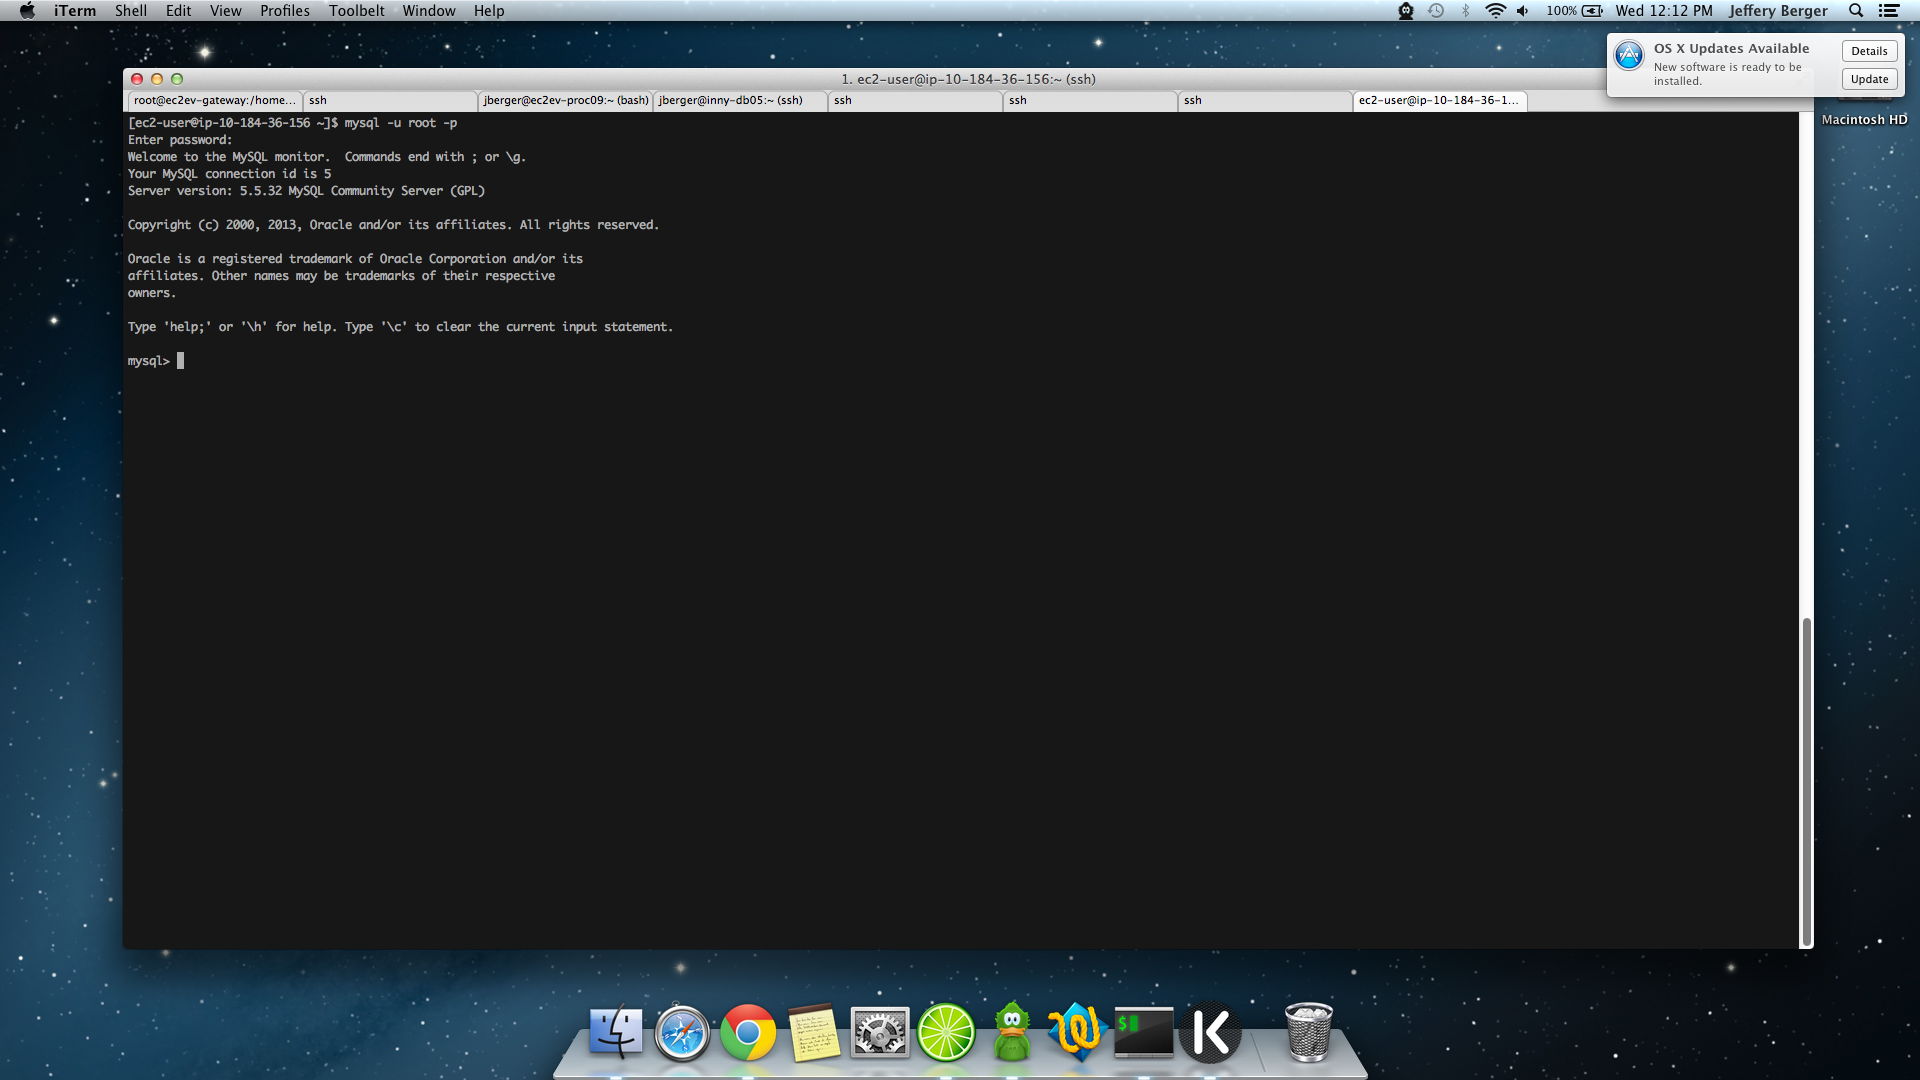 iTerm Shell Edit View Profiles Toolbelt Window Help 100% Wed 12:12 PM Jeffery Berger
OS X Updates Available
New software is ready to be
installed.
Details
Update
Macintosh HD
1. ec2-user@ip-10-184-36-156:~ (ssh)
root@ec2ev-gateway:/home... ssh jberger@ec2ev-proc09:~ (bash) jberger@inny-db05:~ (ssh) ssh ssh ssh ec2-user@ip-10-184-36-1...
[ec2-user@ip-10-184-36-156 ~]$ mysql -u root -p
Enter password:
Welcome to the MySQL monitor.  Commands end with ; or \g.
Your MySQL connection id is 5
Server version: 5.5.32 MySQL Community Server (GPL)
Copyright (c) 2000, 2013, Oracle and/or its affiliates. All rights reserved.
Oracle is a registered trademark of Oracle Corporation and/or its
affiliates. Other names may be trademarks of their respective
owners.
Type 'help;' or '\h' for help. Type '\c' to clear the current input statement.
mysql>
$
K